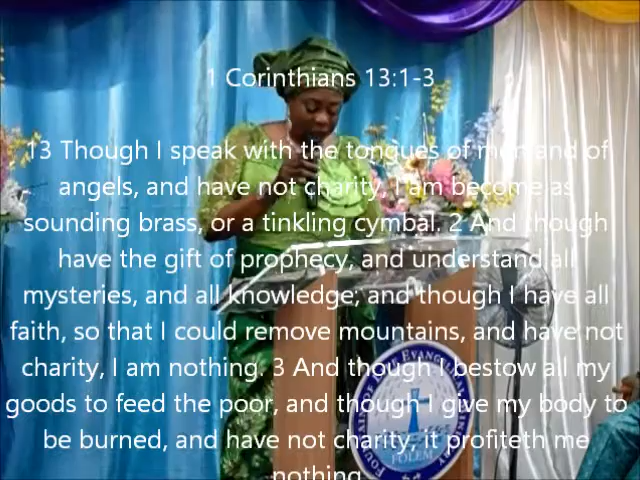 1 Corinthians 13:1-3
13 Though I speak with the tongues of men and of
angels, and have not charity, I am become as
sounding brass, or a tinkling cymbal. 2 And though
have the gift of prophecy, and understand all
mysteries, and all knowledge; and though I have all
faith, so that I could remove mountains, and have not
charity, I am nothing. 3 And though I bestow all my
goods to feed the poor, and though I give my body to
be burned, and have not charity, it profiteth me
nothing
FOLEM